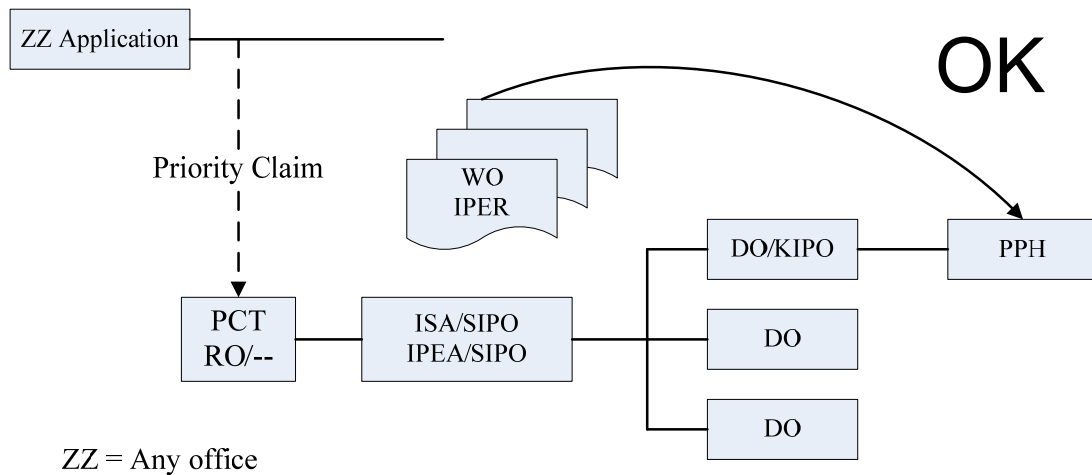 ZZ Application
OK
Priority Claim
WO
IPER
DO/KIPO
PPH
PCT
RO/--
ISA/SIPO
IPEA/SIPO
DO
DO
ZZ = Any office